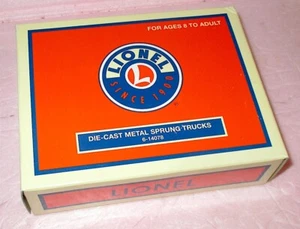 FOR AGES 8 TO ADULT
LIONEL
L
SINCE 1900
®
DIE-CAST METAL SPRUNG TRUCKS
6-14078
LIONEL